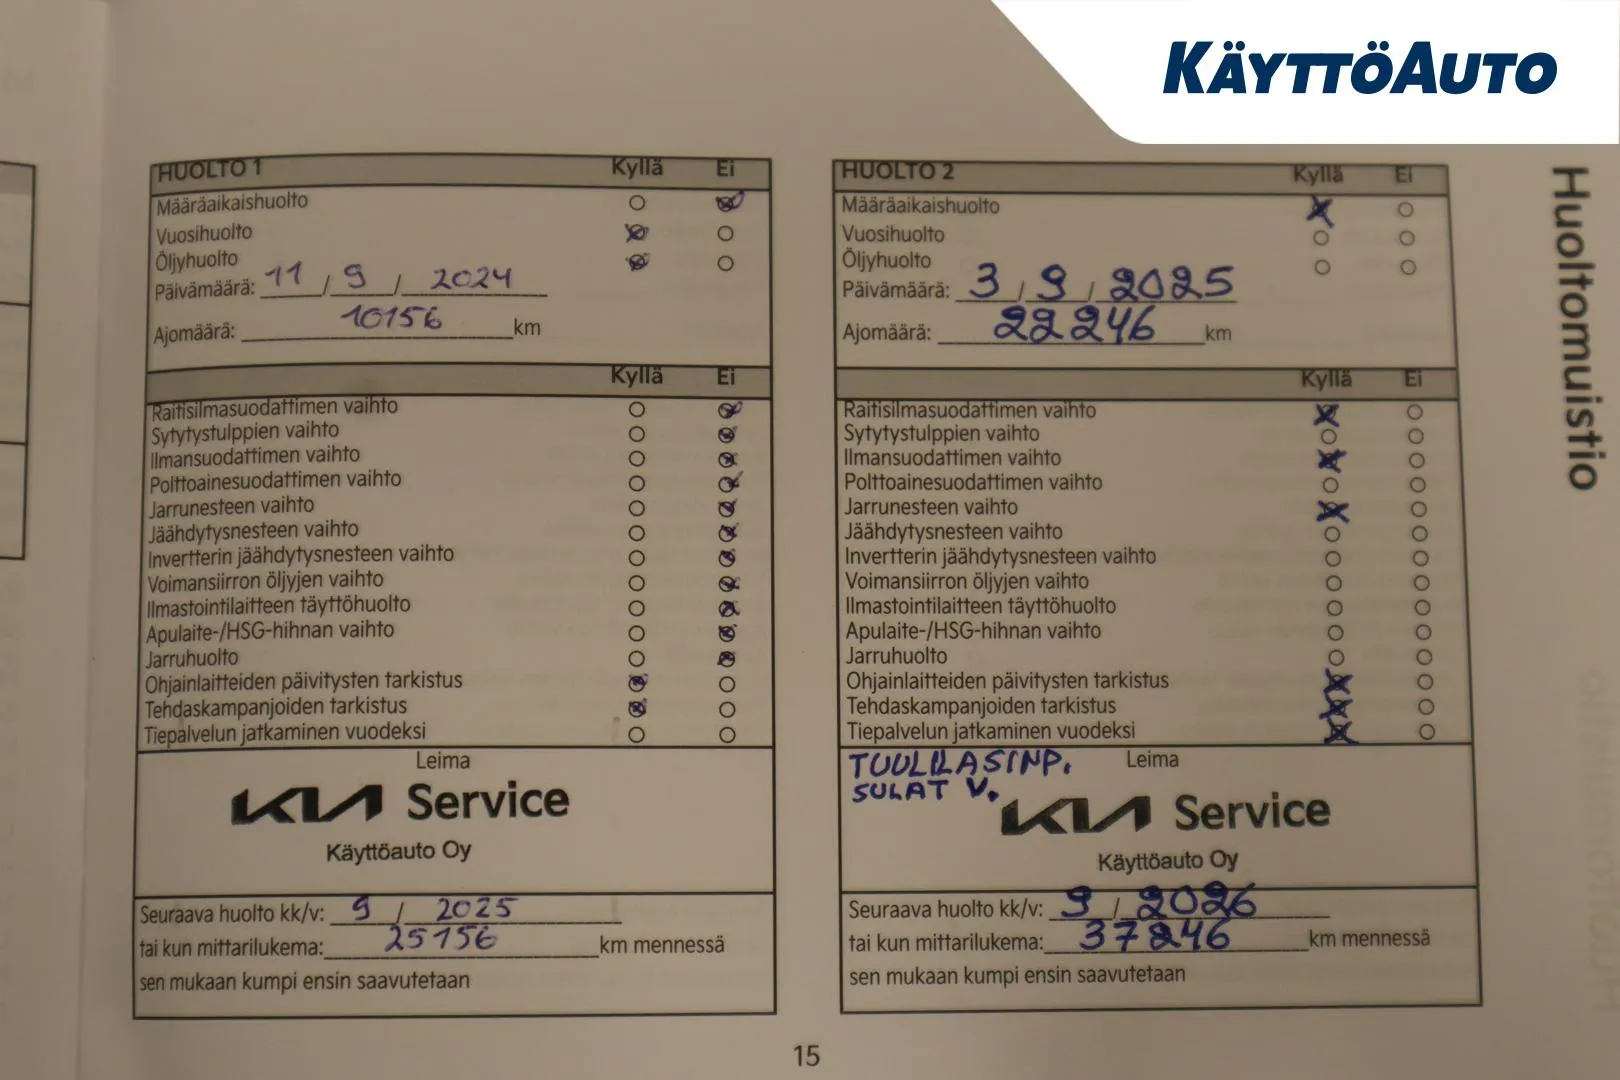 KÄYTTÖAUTO
Huoltomuistio
HUOLTO 1 Kyllä Ei
Määräaikaishuolto
Vuosihuolto
Öljyhuolto
Päivämäärä: 11 / 9 / 2024
Ajomäärä: 10156 km
Kyllä Ei
Raitisilmasuodattimen vaihto
Sytytystulppien vaihto
Ilmansuodattimen vaihto
Polttoainesuodattimen vaihto
Jarrunesteen vaihto
Jäähdytysnesteen vaihto
Invertterin jäähdytysnesteen vaihto
Voimansiirron öljyjen vaihto
Ilmastointilaitteen täyttöhuolto
Apulaite-/HSG-hihnan vaihto
Jarruhuolto
Ohjainlaitteiden päivitysten tarkistus
Tehdaskampanjoiden tarkistus
Tiepalvelun jatkaminen vuodeksi
Leima
KIA Service
Käyttöauto Oy
Seuraava huolto kk/v: 9 / 2025
tai kun mittarilukema: 25156 km mennessä
sen mukaan kumpi ensin saavutetaan
HUOLTO 2 Kyllä Ei
Määräaikaishuolto
Vuosihuolto
Öljyhuolto
Päivämäärä: 3 / 9 / 2025
Ajomäärä: 22246 km
Kyllä Ei
Raitisilmasuodattimen vaihto
Sytytystulppien vaihto
Ilmansuodattimen vaihto
Polttoainesuodattimen vaihto
Jarrunesteen vaihto
Jäähdytysnesteen vaihto
Invertterin jäähdytysnesteen vaihto
Voimansiirron öljyjen vaihto
Ilmastointilaitteen täyttöhuolto
Apulaite-/HSG-hihnan vaihto
Jarruhuolto
Ohjainlaitteiden päivitysten tarkistus
Tehdaskampanjoiden tarkistus
Tiepalvelun jatkaminen vuodeksi
TUULILASINP. Leima
SULAT V.
KIA Service
Käyttöauto Oy
Seuraava huolto kk/v: 9 / 2026
tai kun mittarilukema: 37246 km mennessä
sen mukaan kumpi ensin saavutetaan
15